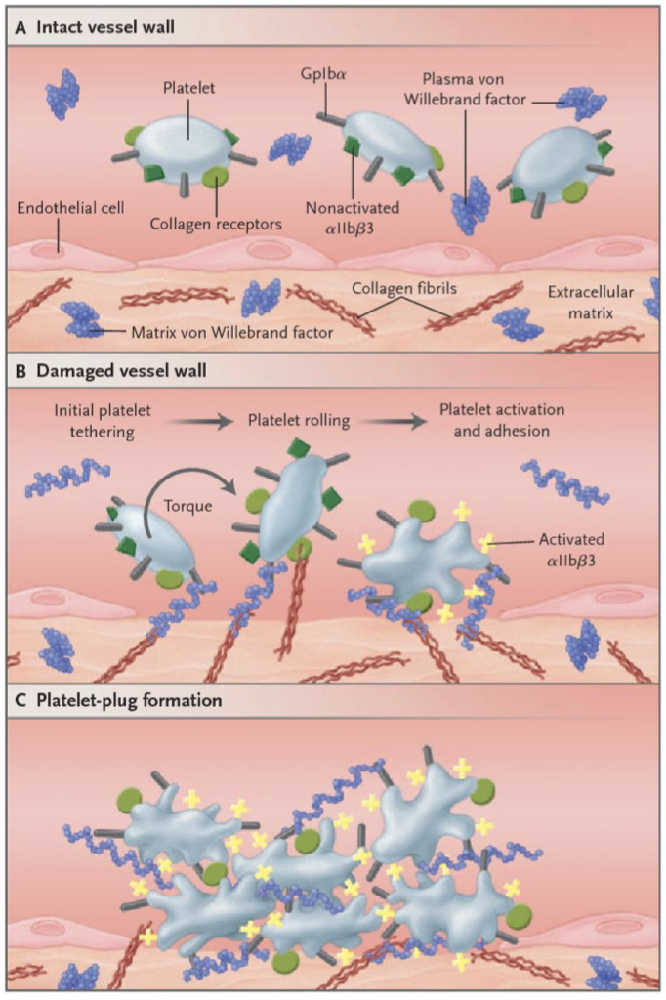 A Intact vessel wall
Platelet
GpIbα
Plasma von
Willebrand factor
Endothelial cell
Collagen receptors
Nonactivated
αIIbβ3
Collagen fibrils
Extracellular
matrix
Matrix von Willebrand factor
B Damaged vessel wall
Initial platelet
tethering
Platelet rolling
Platelet activation
and adhesion
Torque
Activated
αIIbβ3
C Platelet-plug formation